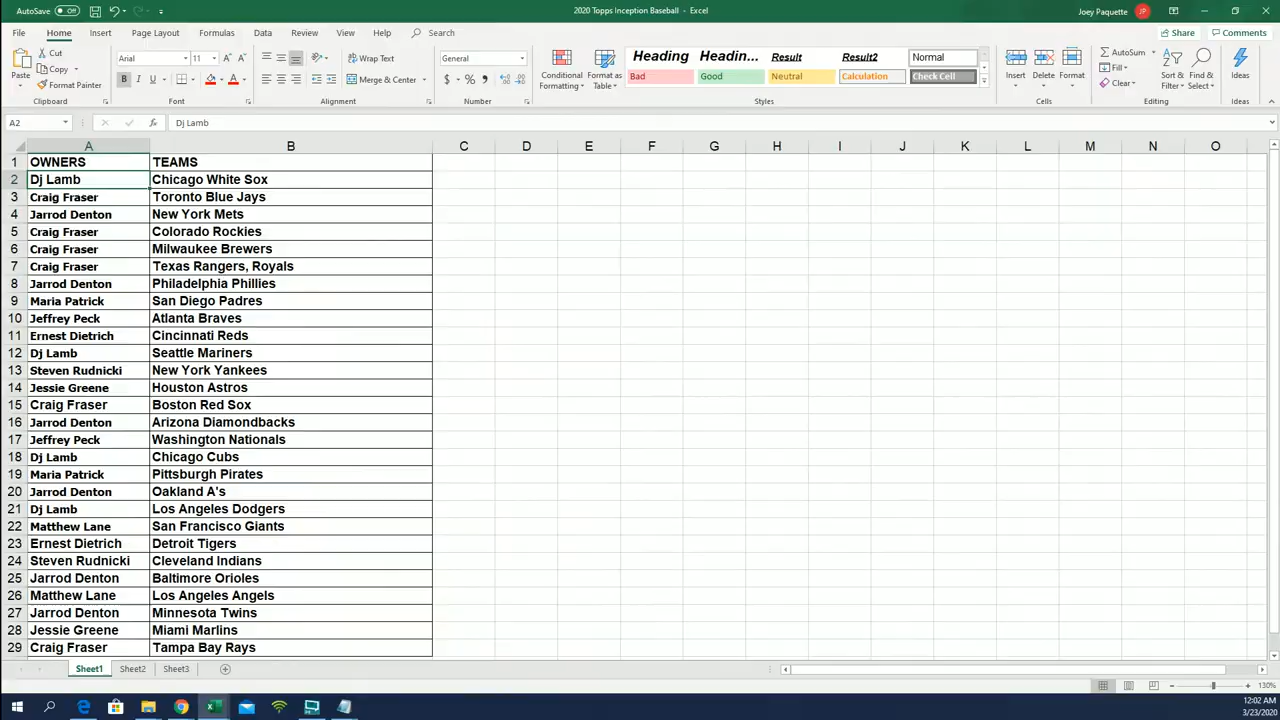 AutoSave Off 2020 Topps Inception Baseball - Excel Joey Paquette JP
File Home Insert Page Layout Formulas Data Review View Help Search Share Comments
Paste Cut Copy Format Painter Clipboard
Arial 11 B I U Font
Wrap Text Merge & Center Alignment
General $ % , Number
Conditional Formatting Format as Table
Heading Headin... Result Result2 Normal
Bad Good Neutral Calculation Check Cell
Styles
Insert Delete Format Cells
AutoSum Fill Clear Sort & Filter Find & Select Editing
Ideas Ideas
A2 fx Dj Lamb
A B C D E F G H I J K L M N O
1 OWNERS TEAMS
2 Dj Lamb Chicago White Sox
3 Craig Fraser Toronto Blue Jays
4 Jarrod Denton New York Mets
5 Craig Fraser Colorado Rockies
6 Craig Fraser Milwaukee Brewers
7 Craig Fraser Texas Rangers, Royals
8 Jarrod Denton Philadelphia Phillies
9 Maria Patrick San Diego Padres
10 Jeffrey Peck Atlanta Braves
11 Ernest Dietrich Cincinnati Reds
12 Dj Lamb Seattle Mariners
13 Steven Rudnicki New York Yankees
14 Jessie Greene Houston Astros
15 Craig Fraser Boston Red Sox
16 Jarrod Denton Arizona Diamondbacks
17 Jeffrey Peck Washington Nationals
18 Dj Lamb Chicago Cubs
19 Maria Patrick Pittsburgh Pirates
20 Jarrod Denton Oakland A's
21 Dj Lamb Los Angeles Dodgers
22 Matthew Lane San Francisco Giants
23 Ernest Dietrich Detroit Tigers
24 Steven Rudnicki Cleveland Indians
25 Jarrod Denton Baltimore Orioles
26 Matthew Lane Los Angeles Angels
27 Jarrod Denton Minnesota Twins
28 Jessie Greene Miami Marlins
29 Craig Fraser Tampa Bay Rays
Sheet1 Sheet2 Sheet3
130%
12:02 AM
3/23/2020